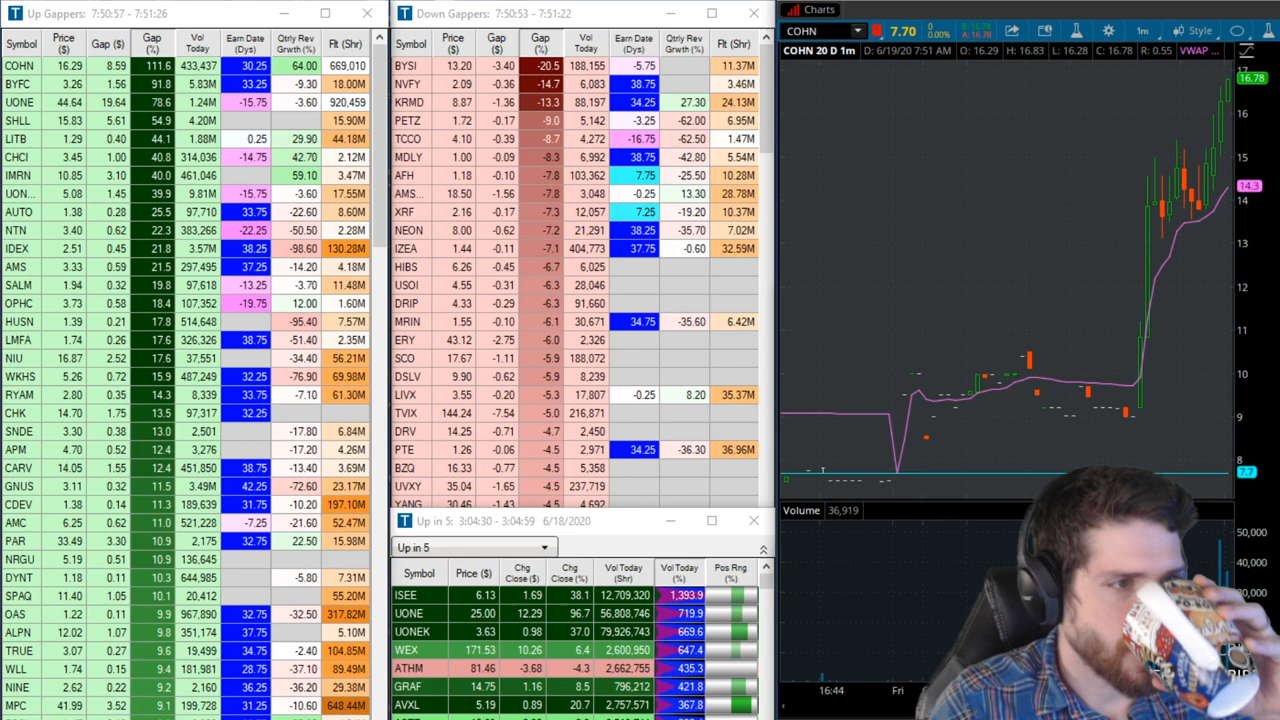 Up Gappers: 7:50:57 - 7:51:26
Symbol Price ($) Gap ($) Gap (%) Vol Today Earn Date (Dys) Qtrly Rev Grwth (%) Flt (Shr)
COHN 16.29 8.59 111.6 433,437 30.25 64.00 669,010
BYFC 3.26 1.56 91.8 5.83M 33.25 -9.30 18.00M
UONE 44.64 19.64 78.6 1.24M -15.75 -3.60 920,459
SHLL 15.83 5.61 54.9 4.20M 15.90M
LITB 1.29 0.40 44.1 1.88M 0.25 29.90 44.18M
CHCI 3.45 1.00 40.8 314,036 -14.75 42.70 2.12M
IMRN 10.85 3.10 40.0 461,046 59.10 3.47M
UON... 5.08 1.45 39.9 9.81M -15.75 -3.60 17.55M
AUTO 1.38 0.28 25.5 97,710 33.75 -22.60 8.60M
NTN 3.40 0.62 22.3 383,266 -22.25 -50.50 2.28M
IDEX 2.51 0.45 21.8 3.57M 38.25 -98.60 130.28M
AMS 3.33 0.59 21.5 297,495 37.25 -14.20 4.18M
SALM 1.94 0.32 19.8 97,618 -13.25 -3.70 11.48M
OPHC 3.73 0.58 18.4 107,352 -19.75 12.00 1.60M
HUSN 1.39 0.21 17.8 514,648 -95.40 7.57M
LMFA 1.74 0.26 17.6 326,326 38.75 -51.40 2.35M
NIU 16.87 2.52 17.6 37,551 -34.40 56.21M
WKHS 5.26 0.72 15.9 487,249 32.25 -76.90 69.98M
RYAM 2.80 0.35 14.3 8,339 33.75 -7.10 61.30M
CHK 14.70 1.75 13.5 97,317 32.25
SNDE 3.30 0.38 13.0 2,501 -17.80 6.84M
APM 4.70 0.52 12.4 3,276 -17.20 4.26M
CARV 14.05 1.55 12.4 451,850 38.75 -13.40 3.69M
GNUS 3.11 0.32 11.5 3.49M 42.25 -72.60 23.17M
CDEV 1.38 0.14 11.3 189,639 31.75 -10.20 197.10M
AMC 6.25 0.62 11.0 521,228 -7.25 -21.60 52.47M
PAR 33.49 3.30 10.9 2,175 32.75 22.50 15.98M
NRGU 5.19 0.51 10.9 136,645
DYNT 1.18 0.11 10.3 644,985 -5.80 7.31M
SPAQ 11.40 1.05 10.1 20,412 55.20M
OAS 1.22 0.11 9.9 967,890 32.75 -32.50 317.82M
ALPN 12.02 1.07 9.8 351,174 37.75 5.10M
TRUE 3.07 0.27 9.6 19,499 34.75 -2.40 104.85M
WLL 1.74 0.15 9.4 181,981 28.75 -37.10 89.49M
NINE 2.62 0.22 9.2 2,160 36.25 -36.20 29.38M
MPC 41.99 3.52 9.1 199,728 31.25 -10.60 648.44M
Down Gappers: 7:50:53 - 7:51:22
Symbol Price ($) Gap ($) Gap (%) Vol Today Earn Date (Dys) Qtrly Rev Growth (%) Flt (Shr)
BYSI 13.20 -3.40 -20.5 188,155 -5.75 11.37M
NVFY 2.09 -0.36 -14.7 6,083 38.75 3.46M
KRMD 8.87 -1.36 -13.3 88,197 34.25 27.30 24.13M
PETZ 1.72 -0.17 -9.0 5,142 -3.25 -62.00 6.95M
TCCO 4.10 -0.39 -8.7 4,272 -16.75 -62.50 1.47M
MDLY 1.00 -0.09 -8.3 6,992 38.75 -42.80 5.54M
AFH 1.18 -0.10 -7.8 103,362 7.75 -25.50 10.28M
AMS... 18.50 -1.56 -7.8 3,048 -0.25 13.30 28.78M
XRF 2.16 -0.17 -7.3 12,057 7.25 -19.20 10.37M
NEON 8.00 -0.62 -7.2 21,291 38.25 -35.70 7.02M
IZEA 1.44 -0.11 -7.1 404,773 37.75 -0.60 32.59M
HIBS 6.26 -0.45 -6.7 6,025
USOI 4.55 -0.31 -6.3 28,046
DRIP 4.33 -0.29 -6.3 91,660
MRIN 1.55 -0.10 -6.1 30,671 34.75 -35.60 6.42M
ERY 43.12 -2.75 -6.0 2,326
SCO 17.67 -1.11 -5.9 188,072
DSLV 9.90 -0.62 -5.9 8,239
LIVX 3.55 -0.20 -5.3 17,807 -0.25 8.20 35.37M
TVIX 144.24 -7.54 -5.0 216,871
DRV 14.25 -0.71 -4.7 2,450
PTE 1.26 -0.06 -4.5 2,971 34.25 -36.30 36.96M
BZQ 16.33 -0.77 -4.5 5,358
UVXY 35.04 -1.65 -4.5 237,719
YANG 30.46 -1.43 -4.5 4,692
Up in 5: 3:04:30 - 3:04:59 6/18/2020
Up in 5
Symbol Price ($) Chg Close ($) Chg Close (%) Vol Today (Shr) Vol Today (%) Pos Rng (%)
ISEE 6.13 1.69 38.1 12,709,320 1,393.9
UONE 25.00 12.29 96.7 56,808,746 719.9
UONEK 3.63 0.98 37.0 79,926,743 669.6
WEX 171.53 10.26 6.4 2,600,950 647.4
ATHM 81.46 -3.68 -4.3 2,662,755 435.3
GRAF 14.75 1.16 8.5 796,212 421.8
AVXL 5.19 0.89 20.7 2,757,571 367.8
Charts
COHN 7.70 0 0.00% B: 16.74 A: 16.78 1m Style
COHN 20 D 1m D: 6/19/20 7:51 AM O: 16.29 H: 16.83 L: 16.28 C: 16.78 R: 0.55 VWAP ...
17
16.78
16
15
14.3
14
13
12
11
10
9
8
7.7
Volume 36,919
50,000
40,000
30,000
16:44 Fri